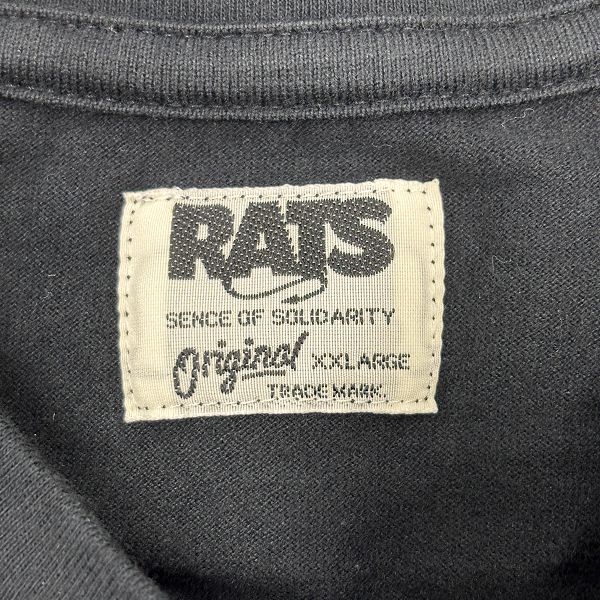 RATS
SENCE OF SOLIDARITY
Original XXLARGE
TRADE MARK.